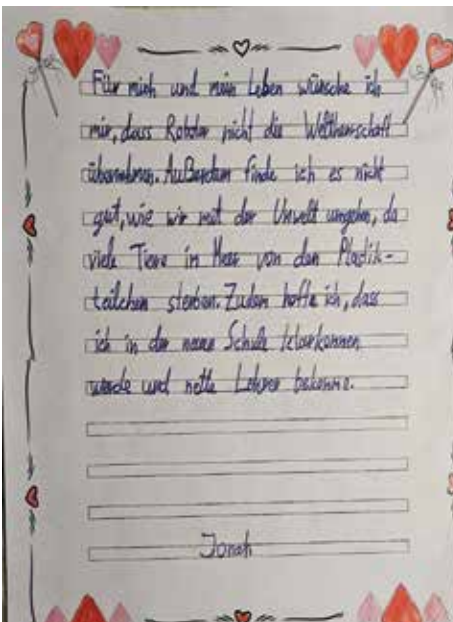 Für mich und mein Leben wünsche ich
mir, dass Roboter nicht die Weltherrschaft
übernehmen. Außerdem finde ich es nicht
gut, wie wir mit der Umwelt umgehen, da
viele Tiere im Meer von den Plastik-
teilchen sterben. Zudem hoffe ich, dass
ich in der neuen Schule klarkommen
werde und nette Lehrer bekomme.
Jonah